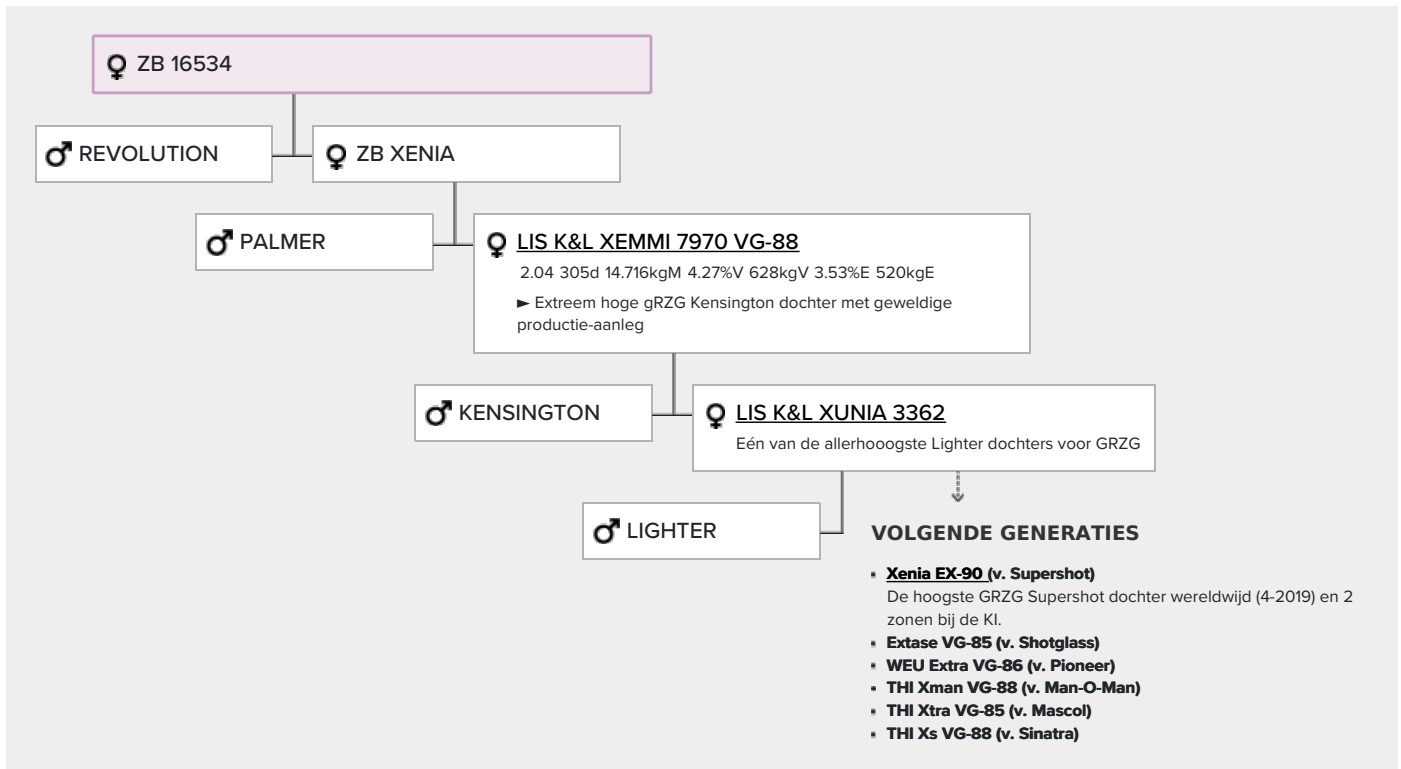 ♀ ZB 16534
♂ REVOLUTION
♀ ZB XENIA
♂ PALMER
♀ LIS K&L XEMMI 7970 VG-88
2.04 305d 14.716kgM 4.27%V 628kgV 3.53%E 520kgE
► Extreem hoge gRZG Kensington dochter met geweldige
productie-aanleg
♂ KENSINGTON
♀ LIS K&L XUNIA 3362
Eén van de allerhooogste Lighter dochters voor GRZG
♂ LIGHTER
VOLGENDE GENERATIES
▪ Xenia EX-90 (v. Supershot)
De hoogste GRZG Supershot dochter wereldwijd (4-2019) en 2
zonen bij de KI.
▪ Extase VG-85 (v. Shotglass)
▪ WEU Extra VG-86 (v. Pioneer)
▪ THI Xman VG-88 (v. Man-O-Man)
▪ THI Xtra VG-85 (v. Mascol)
▪ THI Xs VG-88 (v. Sinatra)